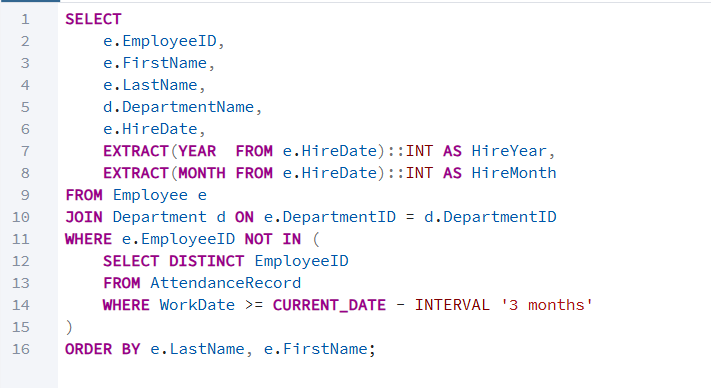 1 SELECT
2     e.EmployeeID,
3     e.FirstName,
4     e.LastName,
5     d.DepartmentName,
6     e.HireDate,
7     EXTRACT(YEAR  FROM e.HireDate)::INT AS HireYear,
8     EXTRACT(MONTH FROM e.HireDate)::INT AS HireMonth
9 FROM Employee e
10 JOIN Department d ON e.DepartmentID = d.DepartmentID
11 WHERE e.EmployeeID NOT IN (
12     SELECT DISTINCT EmployeeID
13     FROM AttendanceRecord
14     WHERE WorkDate >= CURRENT_DATE - INTERVAL '3 months'
15 )
16 ORDER BY e.LastName, e.FirstName;